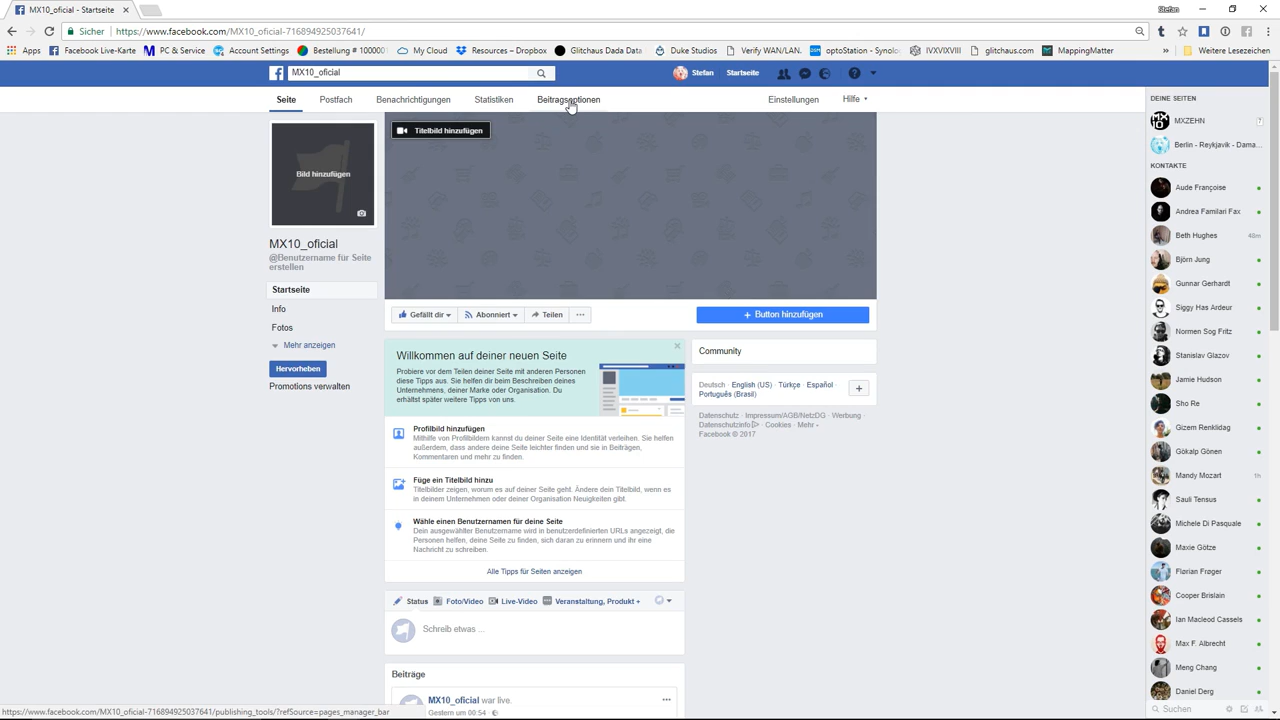 MX10_oficial - Startseite
Stefan
Sicher https://www.facebook.com/MX10_oficial-716894925037641/
Apps Facebook Live-Karte PC & Service Account Settings Bestellung # 100001 My Cloud Resources – Dropbox Glitchaus Dada Data Duke Studios Verify WAN/LAN. optotation - Synolo IVXVIXVIII glitchaus.com MappingMatter » Weitere Lesezeichen
MX10_oficial
Stefan Startseite
Seite Postfach Benachrichtigungen Statistiken Beitragsoptionen Einstellungen Hilfe
Titelbild hinzufügen
Bild hinzufügen
MX10_oficial
@Benutzername für Seite
erstellen
Startseite
Info
Fotos
Mehr anzeigen
Hervorheben
Promotions verwalten
Gefällt dir Abonniert Teilen ...
+ Button hinzufügen
Willkommen auf deiner neuen Seite
Probiere vor dem Teilen deiner Seite mit anderen Personen
diese Tipps aus. Sie helfen dir beim Beschreiben deines
Unternehmens, deiner Marke oder Organisation. Du
erhältst später weitere Tipps von uns.
Profilbild hinzufügen
Mithilfe von Profilbildern kannst du deiner Seite eine Identität verleihen. Sie helfen
außerdem, dass deine Seite leichter finden und sie in Beiträgen,
Kommentaren und mehr zu finden.
Füge ein Titelbild hinzu
Titelbilder zeigen, worum es auf deiner Seite geht. Ändere dein Titelbild, wenn es
in deinem Unternehmen oder deiner Organisation Neuigkeiten gibt.
Wähle einen Benutzernamen für deine Seite
Dein ausgewählter Benutzername wird in benutzerdefinierten URLs angezeigt, die
Personen helfen, deine Seite zu finden, sich daran zu erinnern und ihr eine
Nachricht zu schreiben.
Alle Tipps für Seiten anzeigen
Status Foto/Video Live-Video Veranstaltung, Produkt +
Schreib etwas ...
Beiträge
MX10_oficial war live.
Gestern um 00:54 ·
Community
Deutsch · English (US) · Türkçe · Español ·
Português (Brasil)
Datenschutz · Impressum/AGB/NetzDG · Werbung ·
Datenschutzinfo · Cookies · Mehr
Facebook © 2017
DEINE SEITEN
MXZEHN
?
Berlin - Reykjavik - Dama...
KONTAKTE
Aude Françoise
Andrea Familari Fax
Beth Hughes 48m
Björn Jung
Gunnar Gerhardt
Siggy Has Ardeur
Normen Sog Fritz
Stanislav Glazov
Jamie Hudson
Sho Re
Gizem Renklidag
Gökalp Gönen
Mandy Mozart 1h
Sauli Tensus
Michele Di Pasquale
Maxie Götze
Flørian Frøger
Cooper Brislain
Ian Macleod Cassels
Max F. Albrecht
Meng Chang
Daniel Derg
Suchen
https://www.facebook.com/MX10_oficial-716894925037641/publishing_tools/?refSource=pages_manager_bar